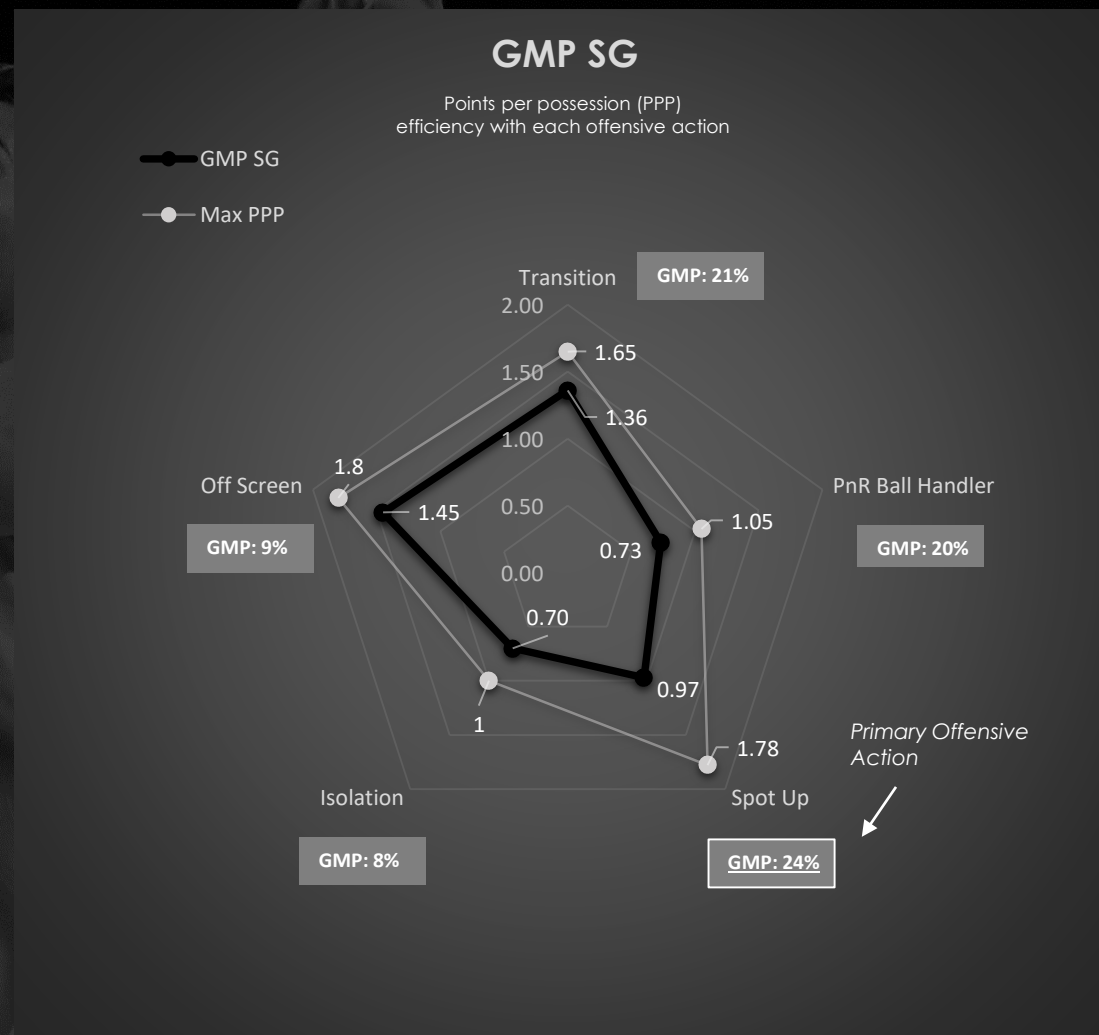 GMP SG
Points per possession (PPP)
efficiency with each offensive action
GMP SG
Max PPP
Transition
GMP: 21%
2.00
1.65
1.50
1.36
1.00
1.8
Off Screen
PnR Ball Handler
0.50
1.45
1.05
GMP: 9%
0.73
GMP: 20%
0.00
0.70
0.97
1
1.78
Primary Offensive
Action
Isolation
Spot Up
GMP: 8%
GMP: 24%